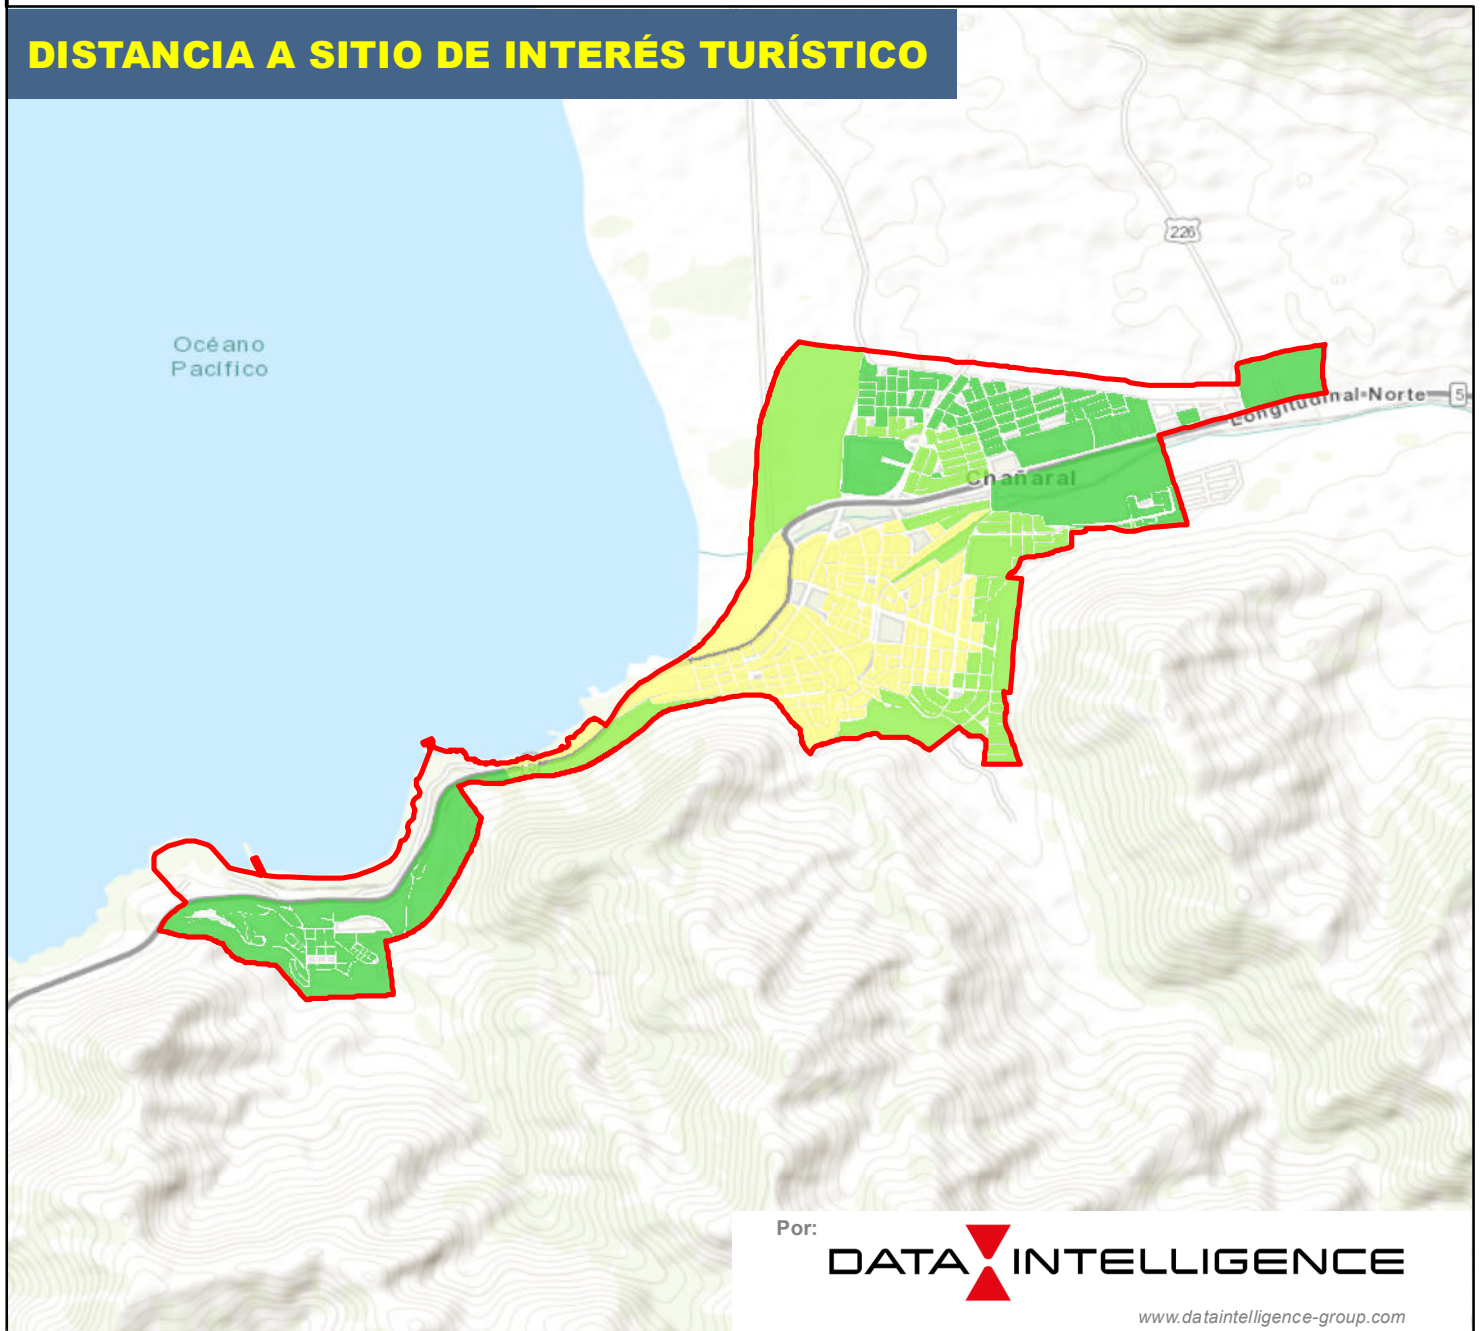 DISTANCIA A SITIO DE INTERÉS TURÍSTICO
226
Océano
Pacífico
Longitudinal-Norte
5
Chañaral
Por:
DATA INTELLIGENCE
www.dataintelligence-group.com